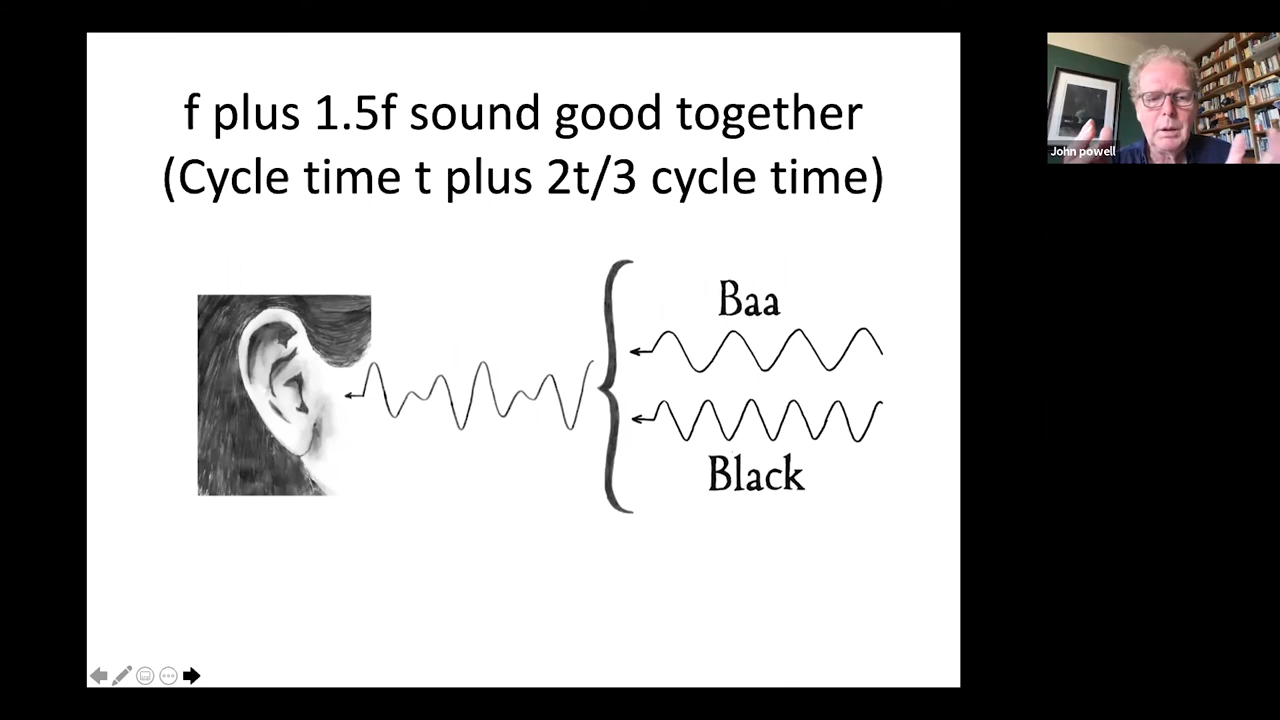 f plus 1.5f sound good together
(Cycle time t plus 2t/3 cycle time)
Baa
Black
John powell